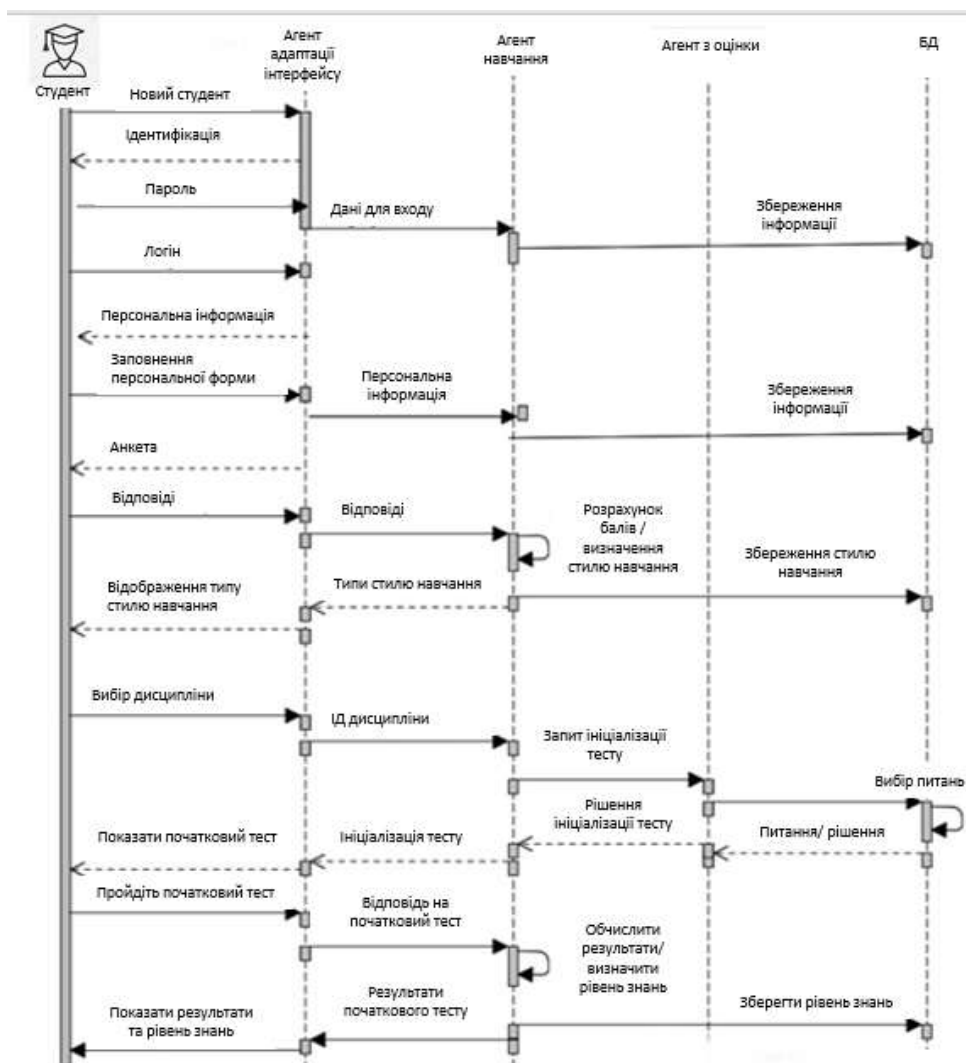 Студент
Агент
адаптації
інтерфейсу
Агент
навчання
Агент з оцінки
БД
Новий студент
Ідентифікація
Пароль
Дані для входу
Збереження
інформації
Логін
Персональна інформація
Заповнення
персональної форми
Персональна
інформація
Збереження
інформації
Анкета
Відповіді
Відповіді
Розрахунок
балів /
визначення
стилю навчання
Збереження стилю
навчання
Типи стилю навчання
Відображення типу
стилю навчання
Вибір дисципліни
ІД дисципліни
Запит ініціалізації
тесту
Вибір питань
Рішення
ініціалізації тесту
Питання/ рішення
Ініціалізація тесту
Показати початковий тест
Пройдіть початковий тест
Відповідь на
початковий тест
Обчислити
результати/
визначити
рівень знань
Зберегти рівень знань
Результати
початкового тесту
Показати результати
та рівень знань